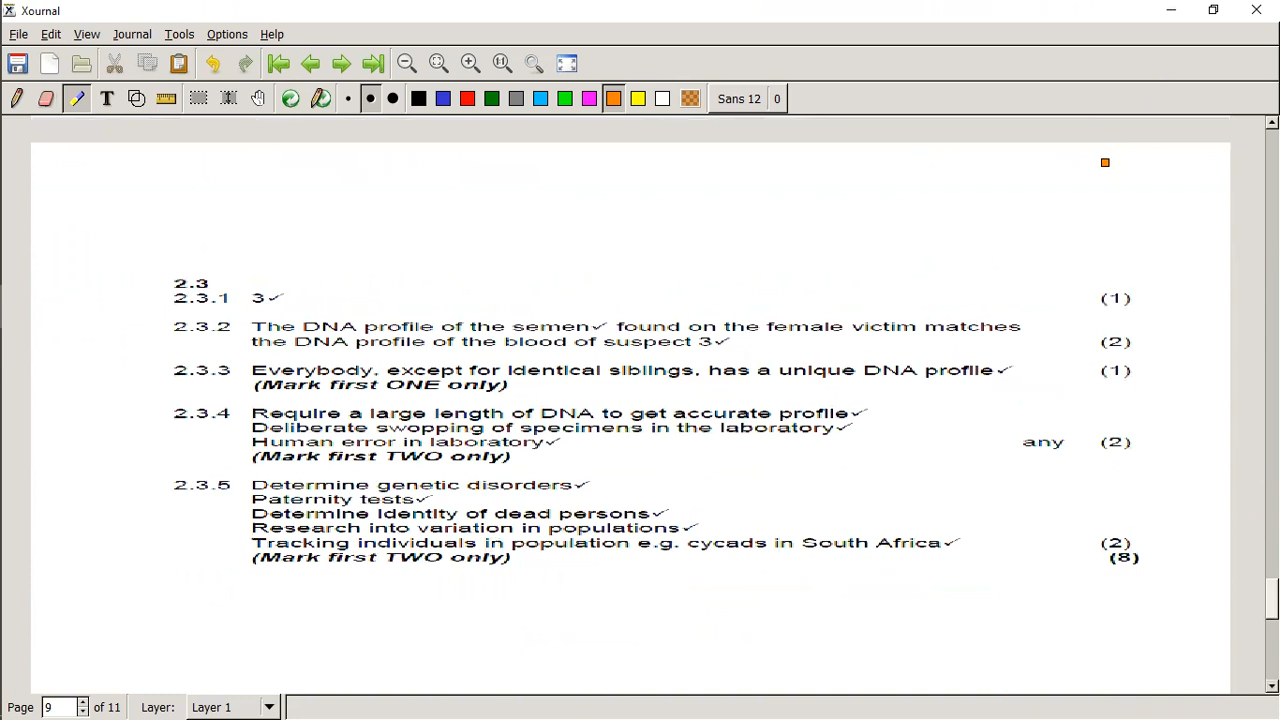 Xournal
File Edit View Journal Tools Options Help
Sans 12 0
2.3
2.3.1 3✓ (1)
2.3.2 The DNA profile of the semen✓ found on the female victim matches
the DNA profile of the blood of suspect 3✓ (2)
2.3.3 Everybody, except for identical siblings, has a unique DNA profile✓ (1)
(Mark first ONE only)
2.3.4 Require a large length of DNA to get accurate profile✓
Deliberate swopping of specimens in the laboratory✓
Human error in laboratory✓ any (2)
(Mark first TWO only)
2.3.5 Determine genetic disorders✓
Paternity tests✓
Determine identity of dead persons✓
Research into variation in populations✓
Tracking individuals in population e.g. cycads in South Africa✓ (2)
(Mark first TWO only) (8)
Page 9 of 11 Layer: Layer 1